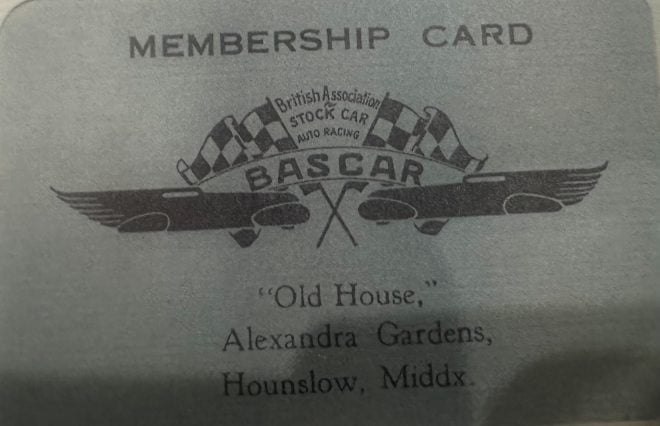 MEMBERSHIP CARD
British Association
STOCK CAR
AUTO RACING
BASCAR
"Old House,"
Alexandra Gardens,
Hounslow, Middx.